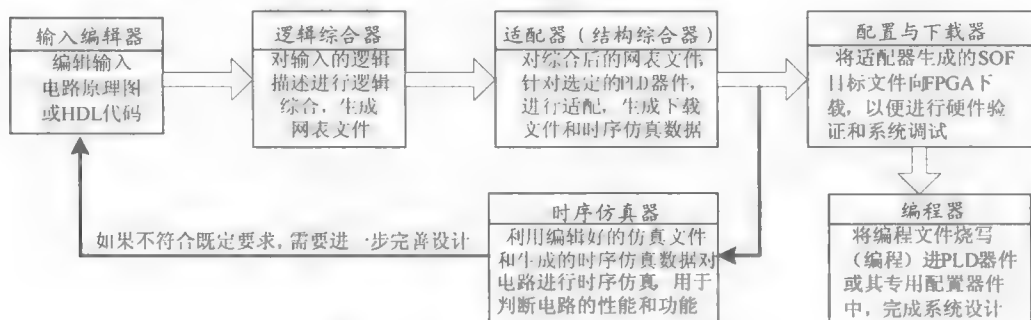 输入编辑器
编辑输入
电路原理图
或HDL代码
逻辑综合器
对输入的逻辑
描述进行逻辑
综合，生成
网表文件
适配器（结构综合器）
对综合后的网表文件，
针对选定的PLD器件，
进行适配，生成下载
文件和时序仿真数据
配置与下载器
将适配器生成的SOF
目标文件向FPGA下
载，以便进行硬件验
证和系统调试
如果不符合既定要求，需要进一步完善设计
时序仿真器
利用编辑好的仿真文件
和生成的时序仿真数据对
电路进行时序仿真，用于
判断电路的性能和功能
编程器
将编程文件烧写
（编程）进PLD器件
或其专用配置器件
中，完成系统设计